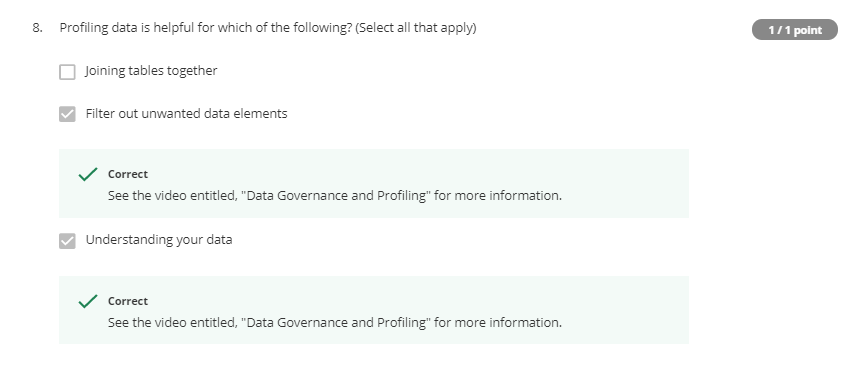 8. Profiling data is helpful for which of the following? (Select all that apply)
1 / 1 point
Joining tables together
Filter out unwanted data elements
Correct
See the video entitled, "Data Governance and Profiling" for more information.
Understanding your data
Correct
See the video entitled, "Data Governance and Profiling" for more information.